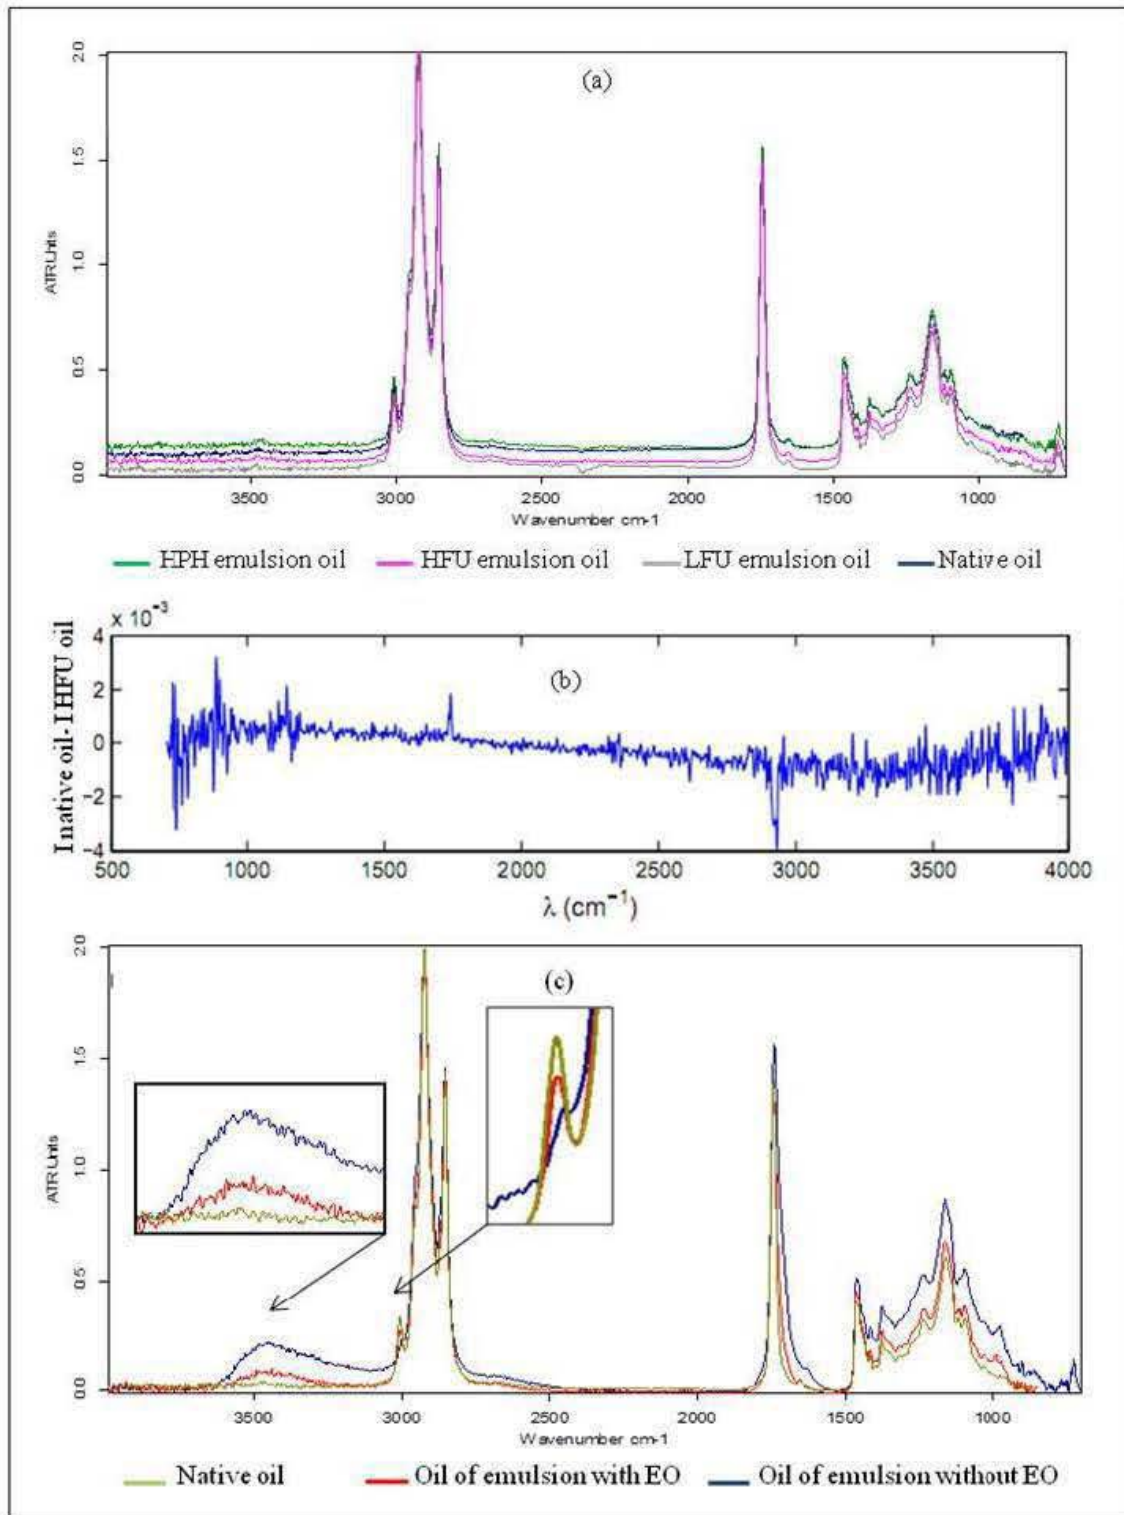 (a)
2.0
1.5
1.0
0.5
0.0
ATR Units
3500 3000 2500 2000 1500 1000
Wavenumber cm-1
HPH emulsion oil HFU emulsion oil LFU emulsion oil Native oil
x 10⁻³
Inative oil- IHFU oil
(b)
4
2
0
−2
−4
500 1000 1500 2000 2500 3000 3500 4000
λ (cm⁻¹)
(c)
2.0
1.5
1.0
0.5
0.0
ATR Units
3500 3000 2500 2000 1500 1000
Wavenumber cm-1
Native oil Oil of emulsion with EO Oil of emulsion without EO